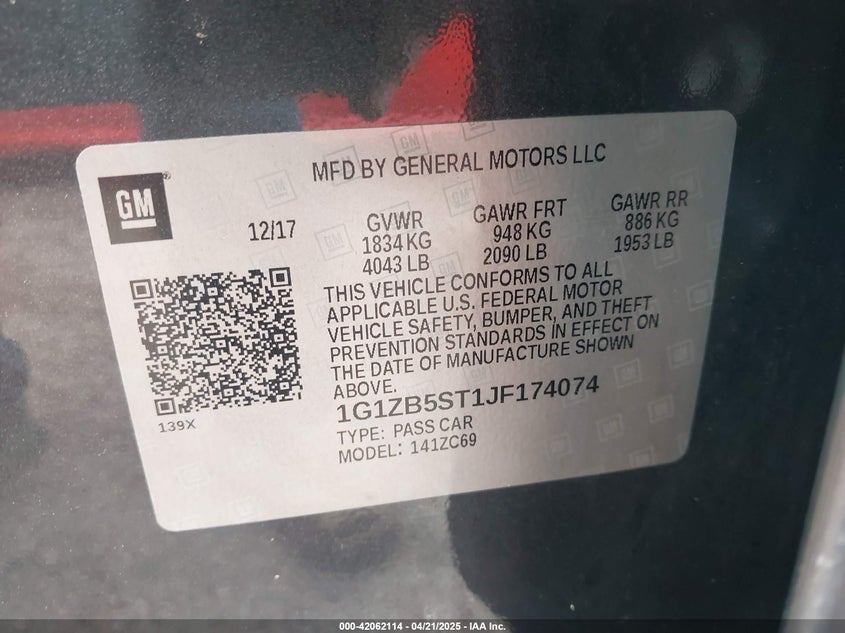 MFD BY GENERAL MOTORS LLC
GM
®
12/17
GVWR
1834 KG
4043 LB
GAWR FRT
948 KG
2090 LB
GAWR RR
886 KG
1953 LB
THIS VEHICLE CONFORMS TO ALL
APPLICABLE U.S. FEDERAL MOTOR
VEHICLE SAFETY, BUMPER, AND THEFT
PREVENTION STANDARDS IN EFFECT ON
THE DATE OF MANUFACTURE SHOWN
ABOVE.
1G1ZB5ST1JF174074
TYPE: PASS CAR
MODEL: 141ZC69
139X
000-42062114 - 04/21/2025 - IAA Inc.